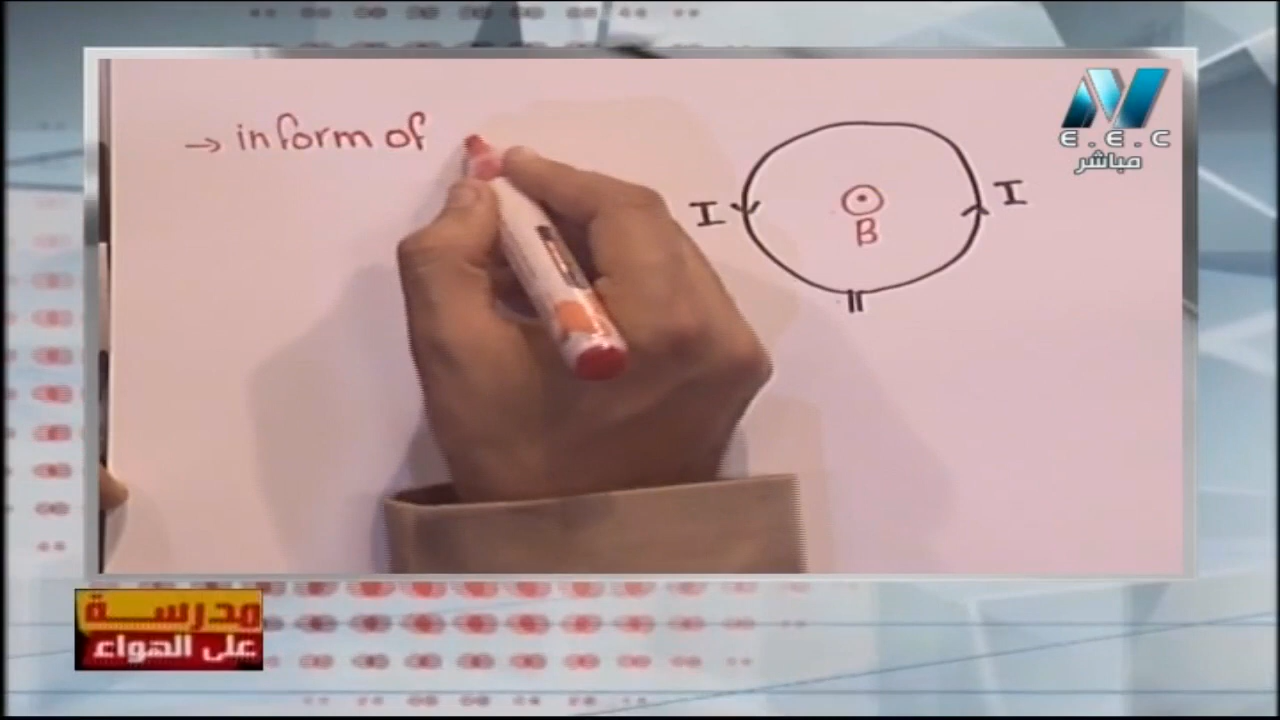 → in form of
I
I
B
E.E.C
مباشر
مدرسة
على الهواء